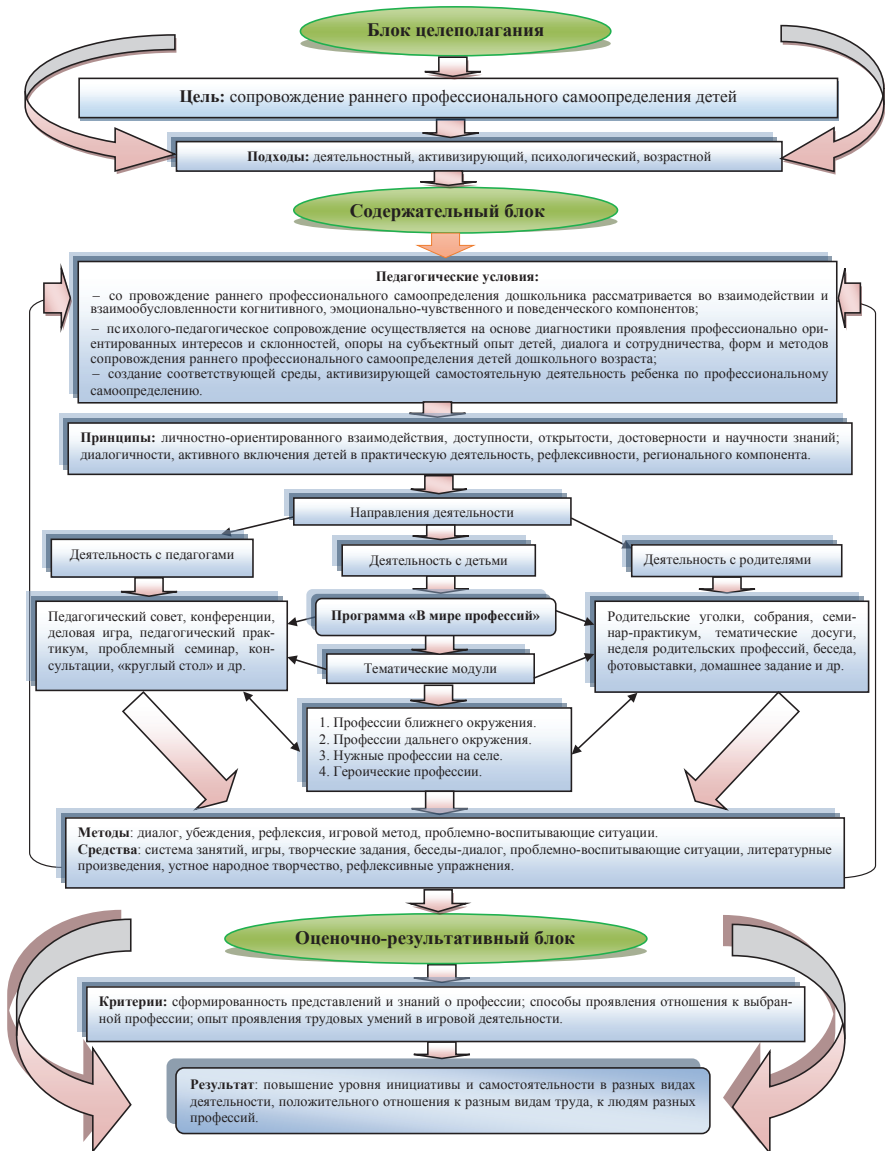 Блок целеполагания
Цель: сопровождение раннего профессионального самоопределения детей
Подходы: деятельностный, активизирующий, психологический, возрастной
Содержательный блок
Педагогические условия:
– со провождение раннего профессионального самоопределения дошкольника рассматривается во взаимодействии и
взаимообусловленности когнитивного, эмоционально-чувственного и поведенческого компонентов;
– психолого-педагогическое сопровождение осуществляется на основе диагностики проявления профессионально ори-
ентированных интересов и склонностей, опоры на субъектный опыт детей, диалога и сотрудничества, форм и методов
сопровождения раннего профессионального самоопределения детей дошкольного возраста;
– создание соответствующей среды, активизирующей самостоятельную деятельность ребенка по профессиональному
самоопределению.
Принципы: личностно-ориентированного взаимодействия, доступности, открытости, достоверности и научности знаний;
диалогичности, активного включения детей в практическую деятельность, рефлексивности, регионального компонента.
Направления деятельности
Деятельность с педагогами
Деятельность с детьми
Деятельность с родителями
Педагогический совет, конференции,
деловая игра, педагогический прак-
тикум, проблемный семинар, кон-
сультации, «круглый стол» и др.
Программа «В мире профессий»
Тематические модули
Родительские уголки, собрания, семи-
нар-практикум, тематические досуги,
неделя родительских профессий, беседа,
фотовыставки, домашнее задание и др.
1. Профессии ближнего окружения.
2. Профессии дальнего окружения.
3. Нужные профессии на селе.
4. Героические профессии.
Методы: диалог, убеждения, рефлексия, игровой метод, проблемно-воспитывающие ситуации.
Средства: система занятий, игры, творческие задания, беседы-диалог, проблемно-воспитывающие ситуации, литературные
произведения, устное народное творчество, рефлексивные упражнения.
Оценочно-результативный блок
Критерии: сформированность представлений и знаний о профессии; способы проявления отношения к выбран-
ной профессии; опыт проявления трудовых умений в игровой деятельности.
Результат: повышение уровня инициативы и самостоятельности в разных видах
деятельности, положительного отношения к разным видам труда, к людям разных
профессий.